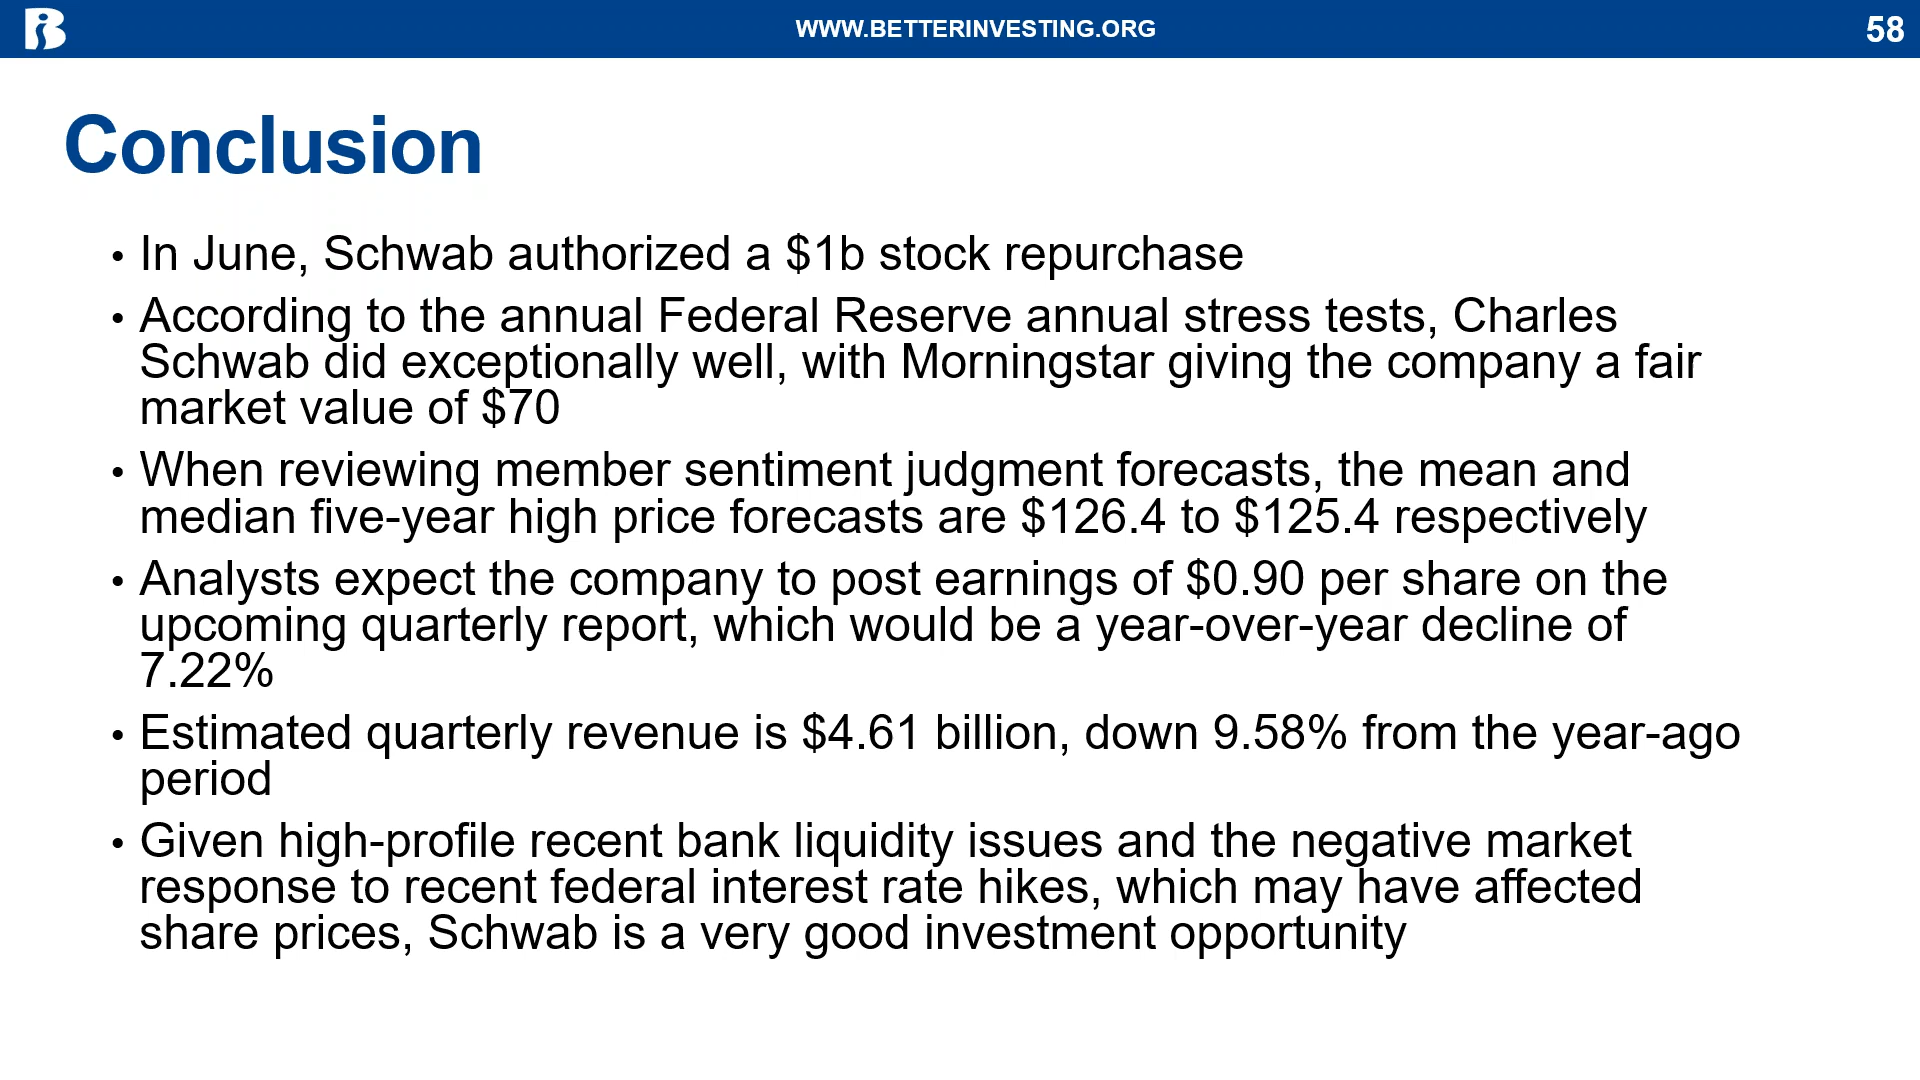 WWW.BETTERINVESTING.ORG
58
Conclusion
• In June, Schwab authorized a $1b stock repurchase
• According to the annual Federal Reserve annual stress tests, Charles
Schwab did exceptionally well, with Morningstar giving the company a fair
market value of $70
• When reviewing member sentiment judgment forecasts, the mean and
median five-year high price forecasts are $126.4 to $125.4 respectively
• Analysts expect the company to post earnings of $0.90 per share on the
upcoming quarterly report, which would be a year-over-year decline of
7.22%
• Estimated quarterly revenue is $4.61 billion, down 9.58% from the year-ago
period
• Given high-profile recent bank liquidity issues and the negative market
response to recent federal interest rate hikes, which may have affected
share prices, Schwab is a very good investment opportunity